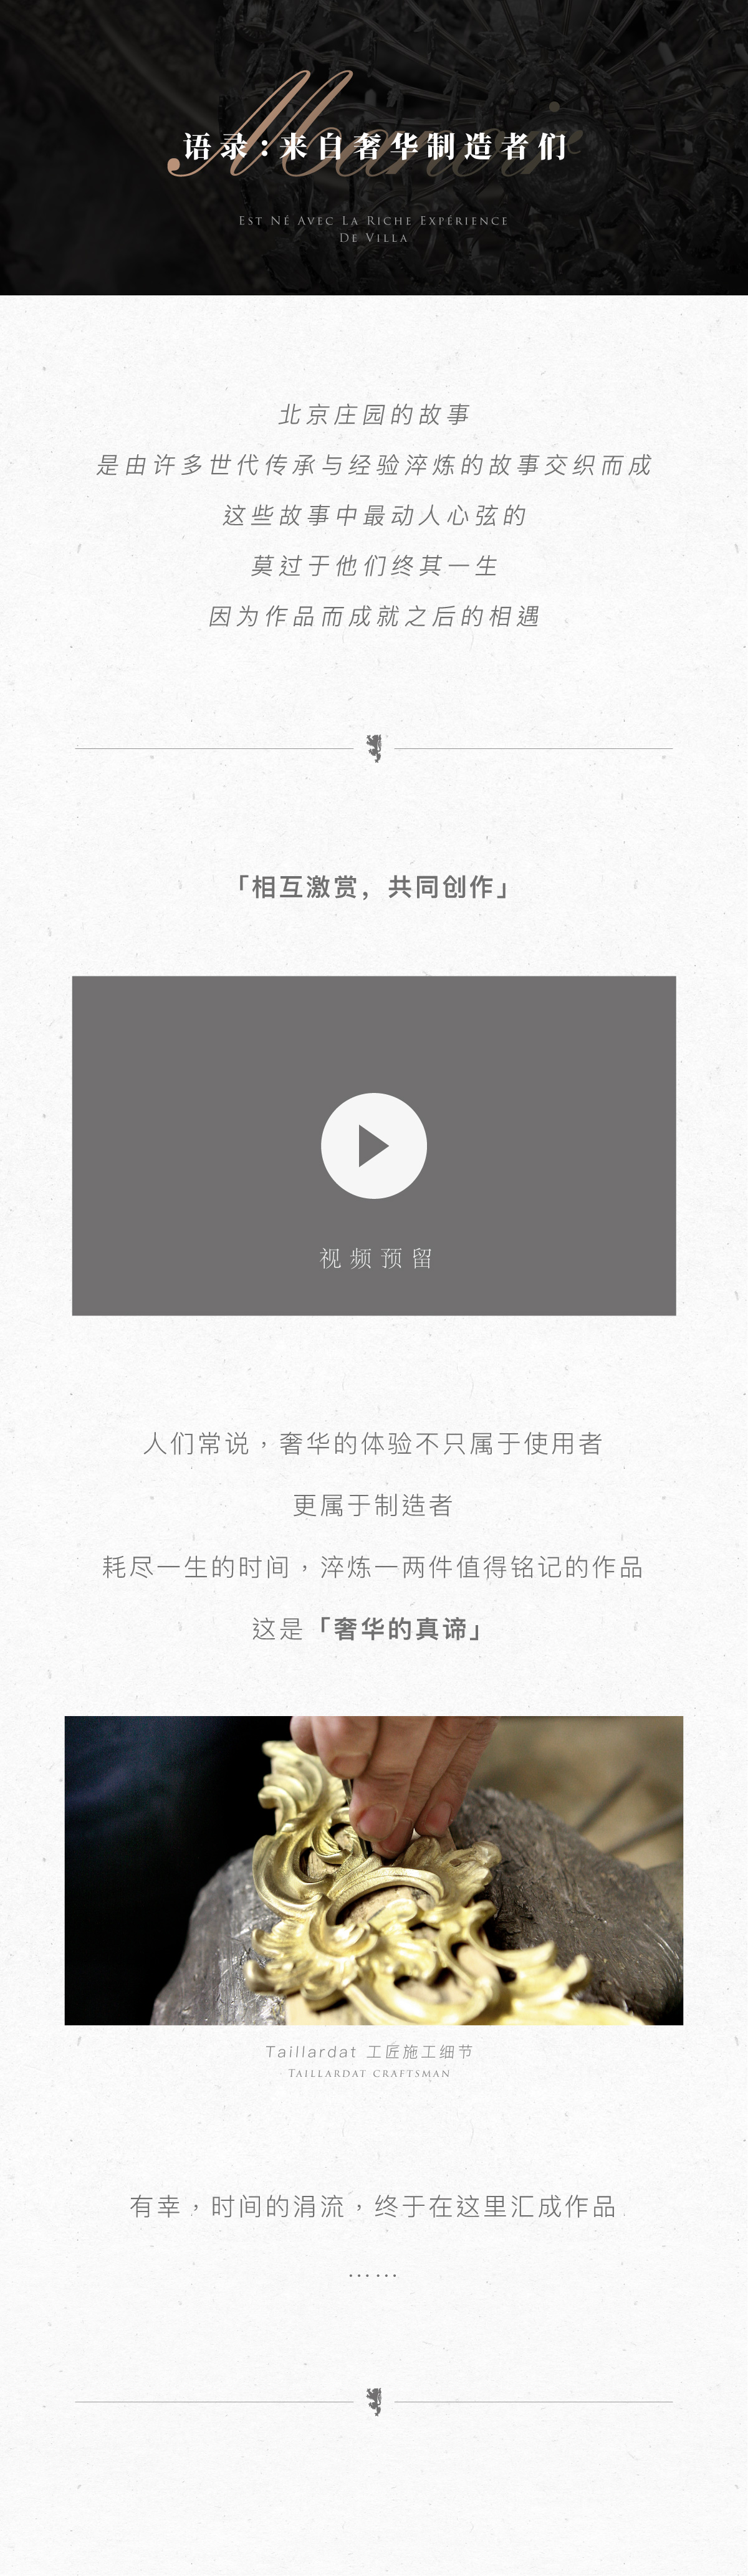 Manoir
语录:来自奢华制造者们
EST NÉ AVEC LA RICHE EXPÉRIENCE
DE VILLA
北京庄园的故事
是由许多世代传承与经验淬炼的故事交织而成
这些故事中最动人心弦的
莫过于他们终其一生
因为作品而成就之后的相遇
「相互激赏，共同创作」
视频预留
人们常说，奢华的体验不只属于使用者
更属于制造者
耗尽一生的时间，淬炼一两件值得铭记的作品
这是「奢华的真谛」
Taillardat 工匠施工细节
TAILLARDAT CRAFTSMAN
有幸，时间的涓流，终于在这里汇成作品
……